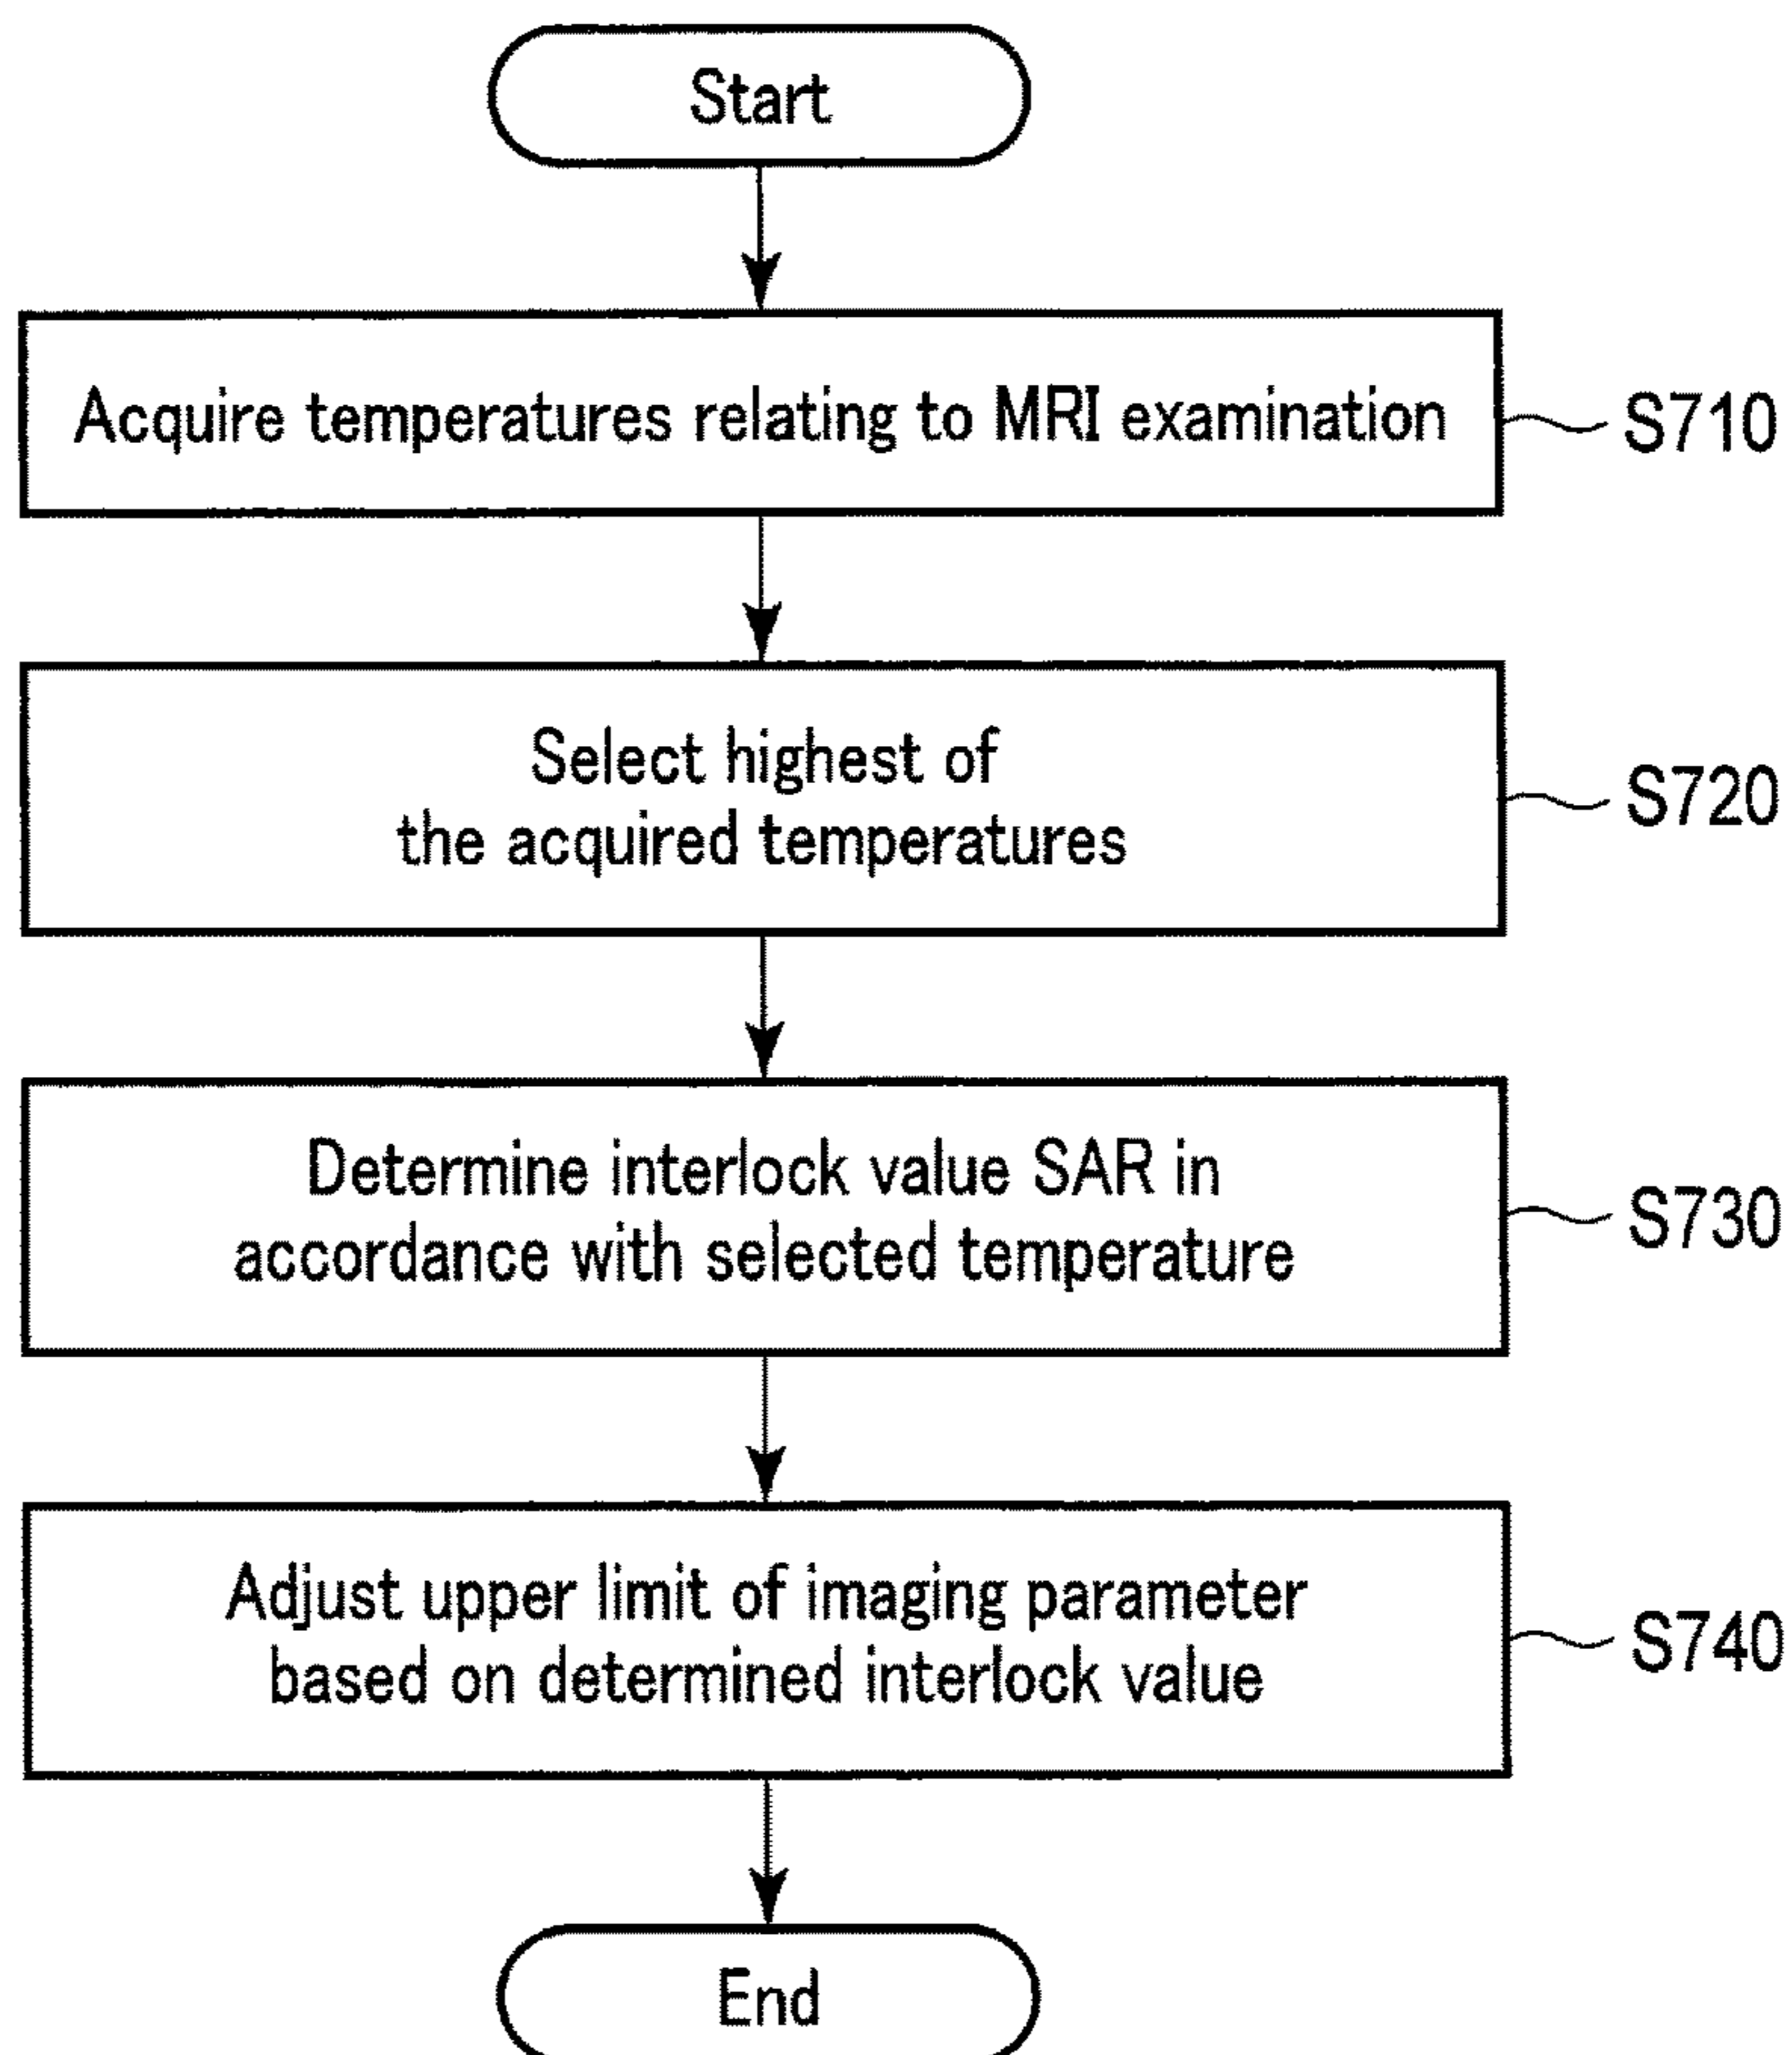 Start
Acquire temperatures relating to MRI examination
S710
Select highest of
the acquired temperatures
S720
Determine interlock value SAR in
accordance with selected temperature
S730
Adjust upper limit of imaging parameter
based on determined interlock value
S740
End